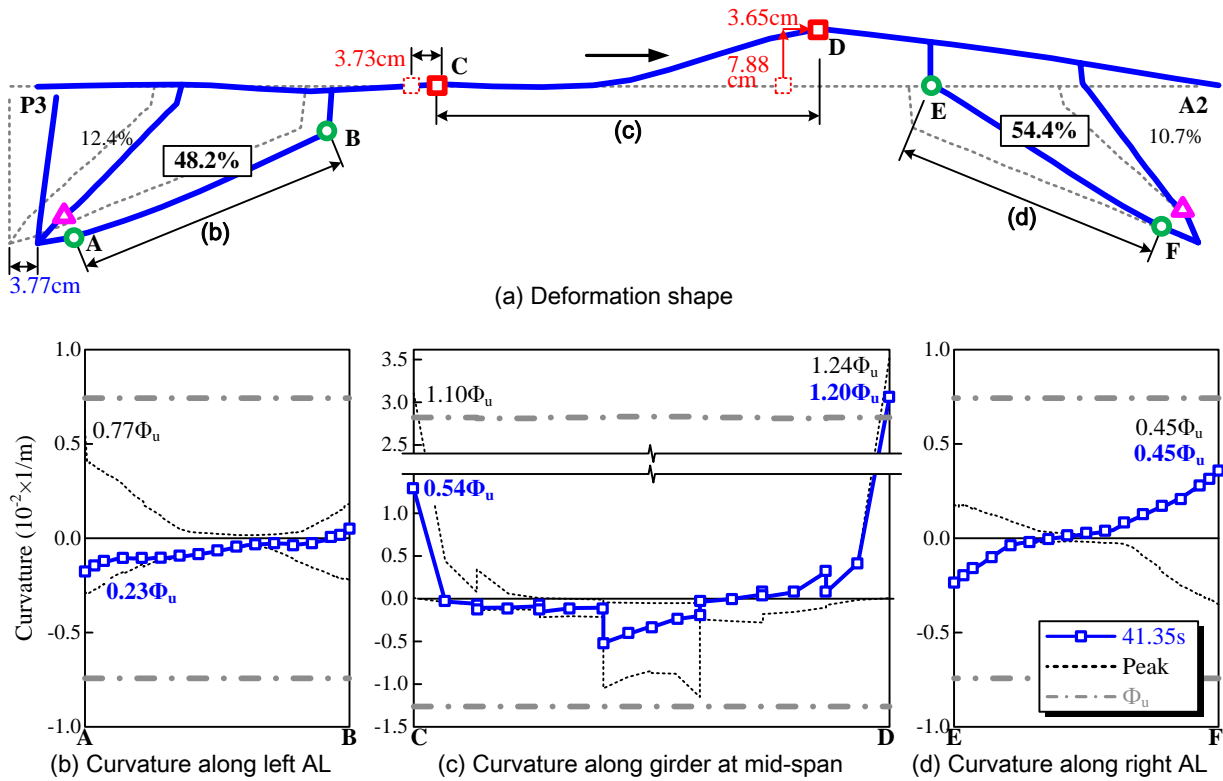 3.65cm
3.73cm
C
D
7.88
cm
P3
12.4%
48.2%
B
(c)
E
A2
54.4%
10.7%
A
(b)
(d)
F
3.77cm
(a) Deformation shape
Curvature (10⁻²×1/m)
1.0
0.5
0.0
-0.5
-1.0
0.77Φu
0.23Φu
A
B
3.5
3.0
2.5
1.0
0.5
0.0
-0.5
-1.0
-1.5
1.10Φu
1.24Φu
1.20Φu
0.54Φu
C
D
1.0
0.5
0.0
-0.5
-1.0
0.45Φu
0.45Φu
41.35s
Peak
Φu
E
F
(b) Curvature along left AL
(c) Curvature along girder at mid-span
(d) Curvature along right AL